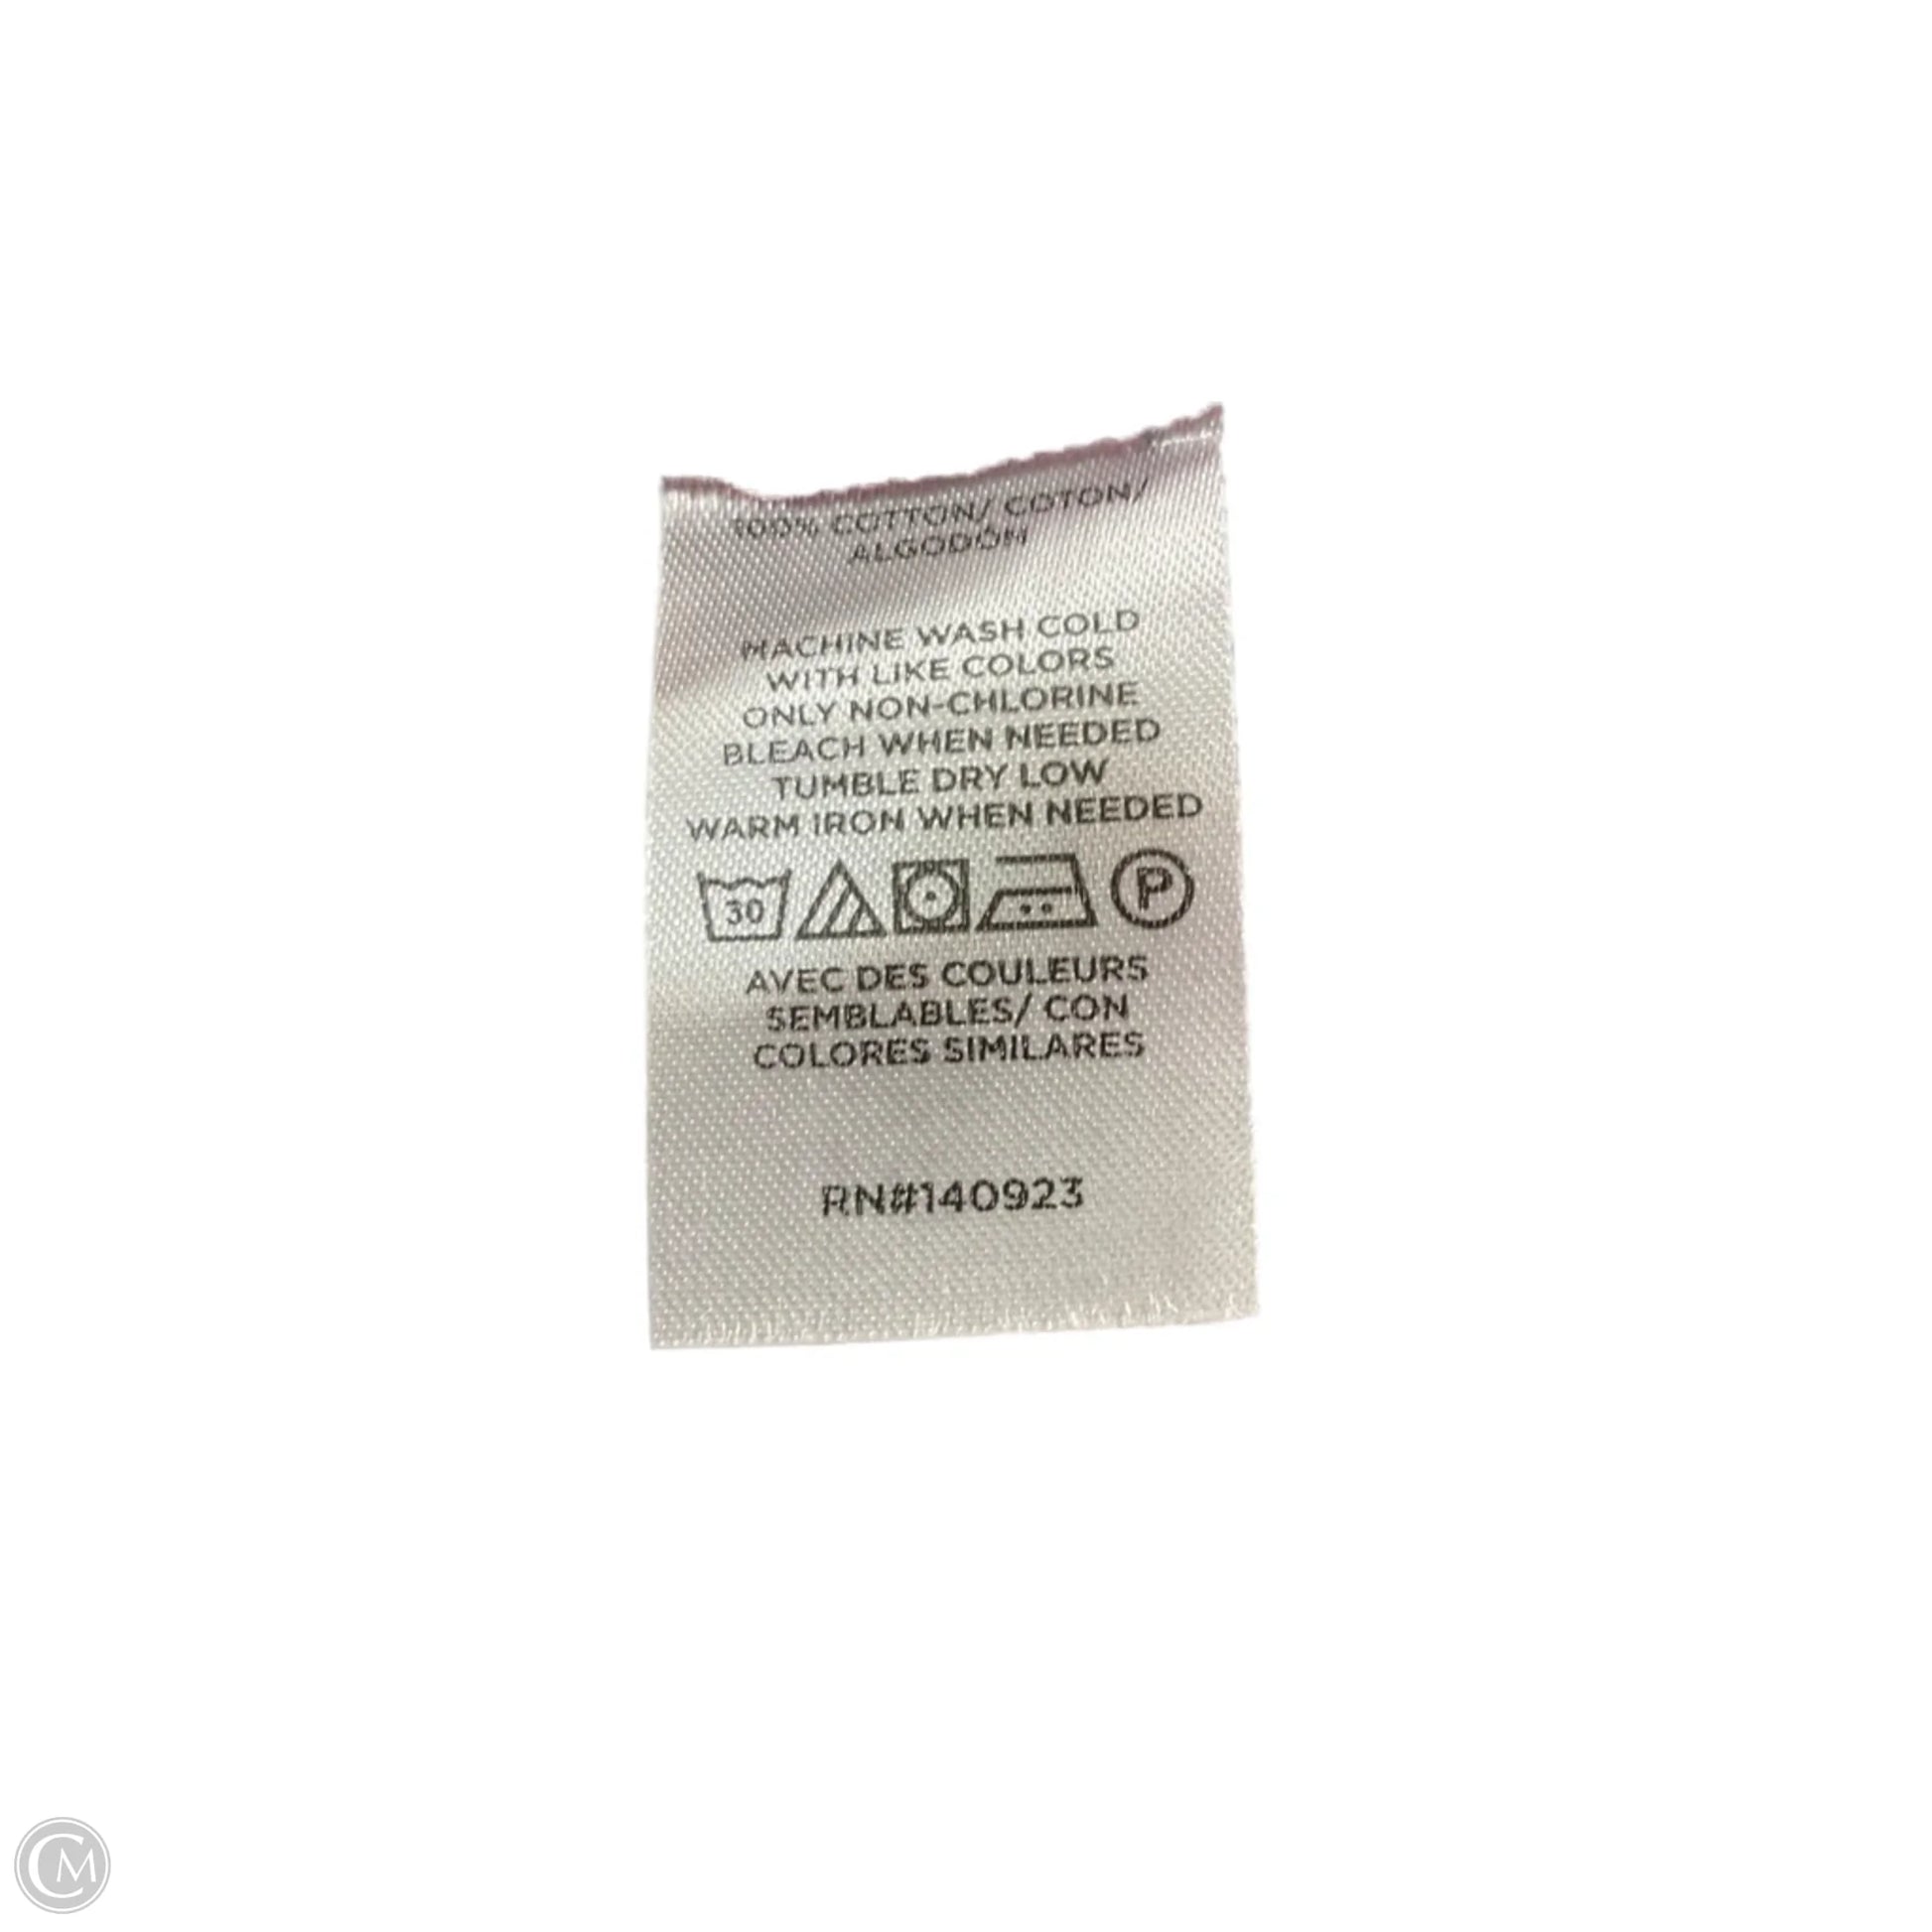 100% COTTON/ COTON/
ALGODÓN
MACHINE WASH COLD
WITH LIKE COLORS
ONLY NON-CHLORINE
BLEACH WHEN NEEDED
TUMBLE DRY LOW
WARM IRON WHEN NEEDED
30 P
AVEC DES COULEURS
SEMBLABLES/ CON
COLORES SIMILARES
RN#140923
CM